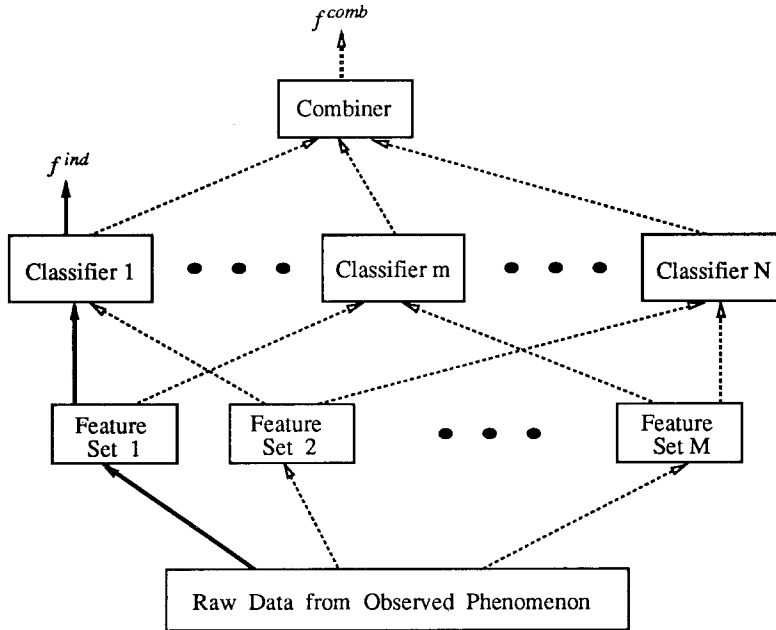 f comb
Combiner
f ind
Classifier 1
Classifier m
Classifier N
Feature
Set 1
Feature
Set 2
Feature
Set M
Raw Data from Observed Phenomenon